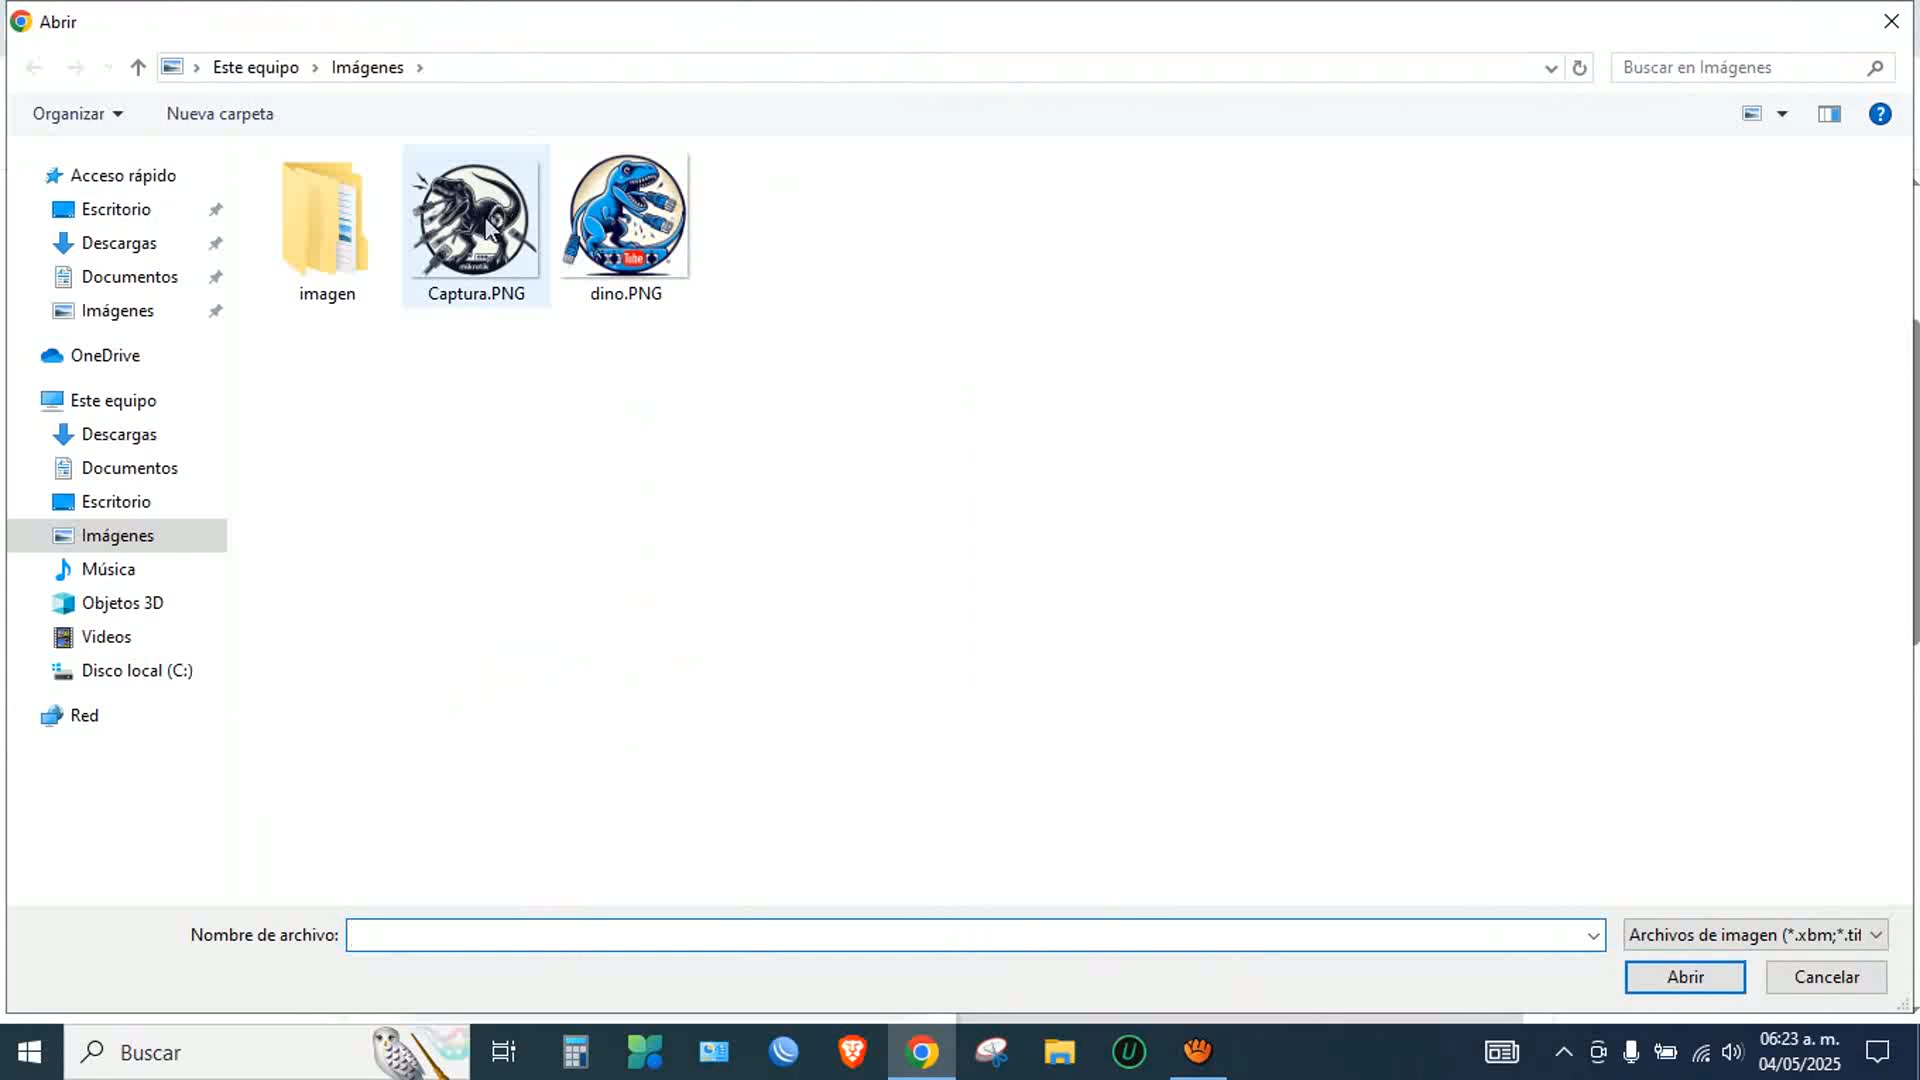 Abrir
Este equipo
Imágenes
Buscar en Imágenes
Organizar
Nueva carpeta
Acceso rápido
Escritorio
Descargas
Documentos
Imágenes
OneDrive
Este equipo
Descargas
Documentos
Escritorio
Imágenes
Música
Objetos 3D
Videos
Disco local (C:)
Red
mikrotik
Tube
imagen
Captura.PNG
dino.PNG
Nombre de archivo:
Archivos de imagen (*.xbm;*.tif
Abrir
Cancelar
Buscar
06:23 a. m.
04/05/2025